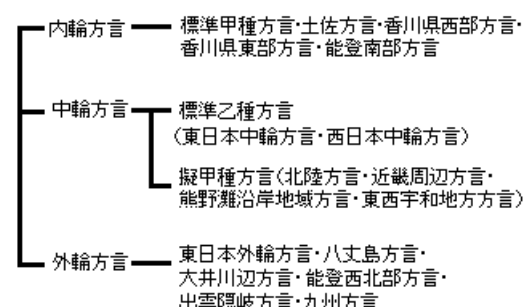 内輪方言 標準甲種方言・土佐方言・香川県西部方言・
香川県東部方言・能登南部方言
中輪方言 標準乙種方言
(東日本中輪方言・西日本中輪方言)
擬甲種方言(北陸方言・近畿周辺方言・
熊野灘沿岸地域方言・東西宇和地方方言)
外輪方言 東日本外輪方言・八丈島方言・
大井川辺方言・能登西北部方言・
出雲隠岐方言・九州方言